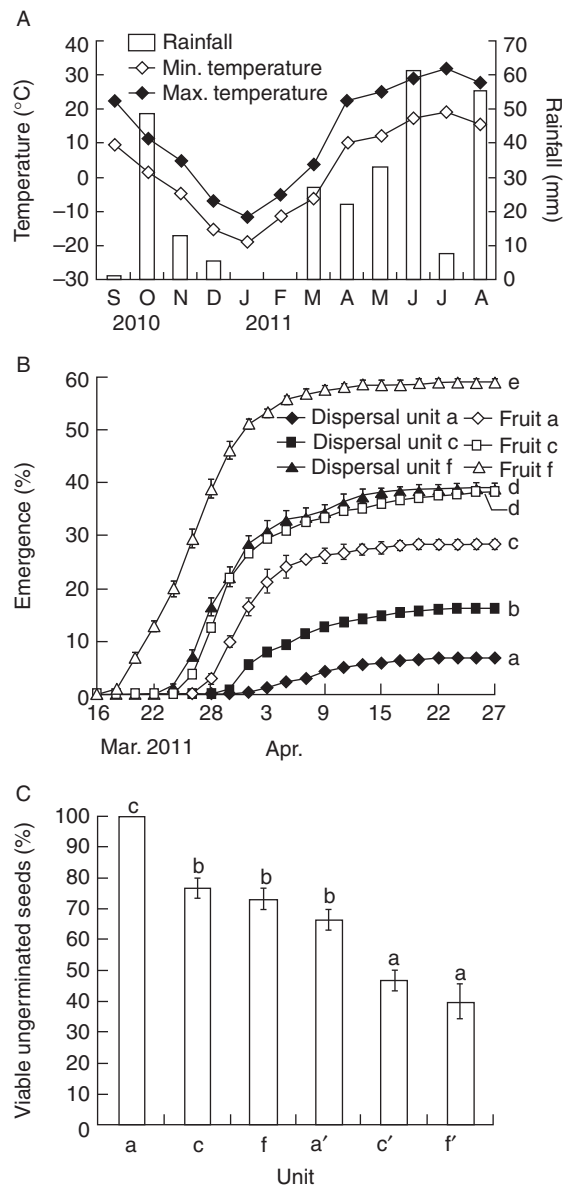 A
Temperature (°C)
40
30
20
10
0
−10
−20
−30
Rainfall
Min. temperature
Max. temperature
70
60
50
40
30
20
10
0
Rainfall (mm)
S O N D J F M A M J J A
2010 2011
B
Emergence (%)
60
50
40
30
20
10
0
Dispersal unit a Fruit a
Dispersal unit c Fruit c
Dispersal unit f Fruit f
e
d
d
c
b
a
16 22 28 3 9 15 22 27
Mar. 2011 Apr.
C
Viable ungerminated seeds (%)
100
90
80
70
60
50
40
30
20
10
0
c b b b a a
a c f a′ c′ f′
Unit